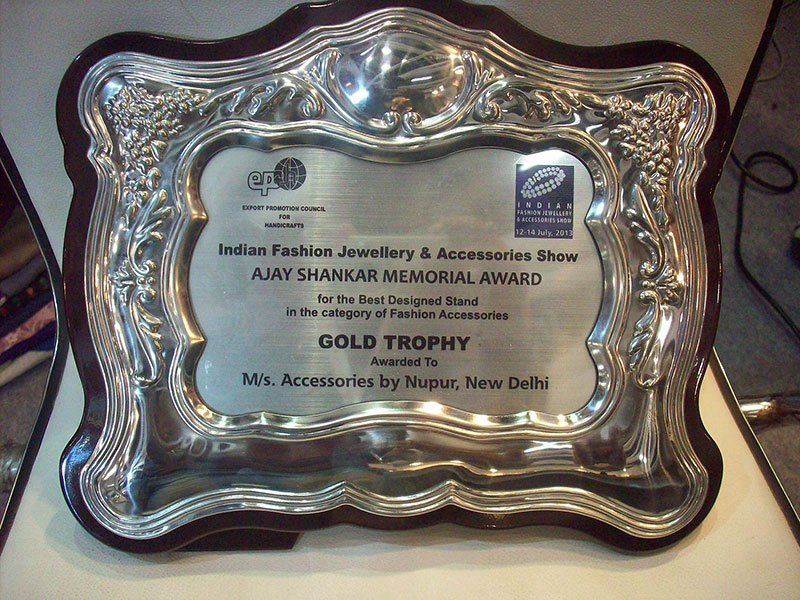 epch
EXPORT PROMOTION COUNCIL
FOR
HANDICRAFTS
INDIAN
FASHION JEWELLERY
& ACCESSORIES SHOW
12-14 July, 2013
Indian Fashion Jewellery & Accessories Show
AJAY SHANKAR MEMORIAL AWARD
for the Best Designed Stand
in the category of Fashion Accessories
GOLD TROPHY
Awarded To
M/s. Accessories by Nupur, New Delhi